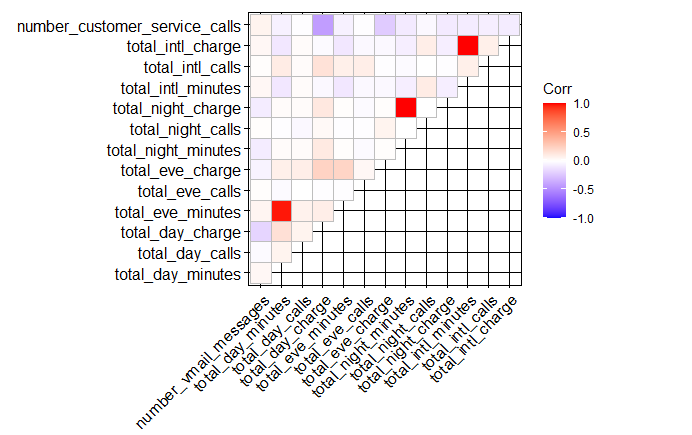 number_customer_service_calls
total_intl_charge
total_intl_calls
total_intl_minutes
total_night_charge
total_night_calls
total_night_minutes
total_eve_charge
total_eve_calls
total_eve_minutes
total_day_charge
total_day_calls
total_day_minutes
number_vmail_messages
total_day_minutes
total_day_calls
total_day_charge
total_eve_minutes
total_eve_calls
total_eve_charge
total_night_minutes
total_night_calls
total_night_charge
total_intl_minutes
total_intl_calls
total_intl_charge
Corr
1.0
0.5
0.0
-0.5
-1.0